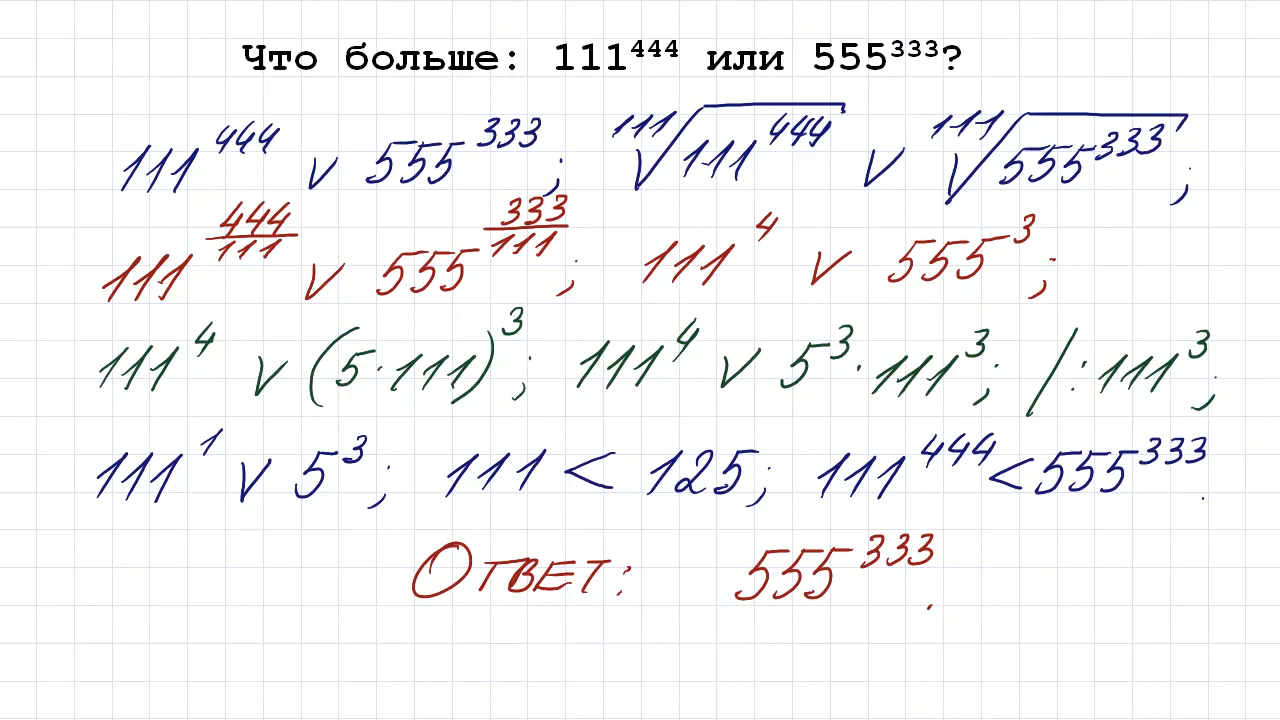 Что больше: 111⁴⁴⁴ или 555³³³?
111⁴⁴⁴ ∨ 555³³³; ¹¹¹√111⁴⁴⁴ ∨ ¹¹¹√555³³³;
111^(444/111) ∨ 555^(333/111); 111⁴ ∨ 555³;
111⁴ ∨ (5·111)³; 111⁴ ∨ 5³·111³; /:111³;
111¹ ∨ 5³; 111 < 125; 111⁴⁴⁴ < 555³³³.
Ответ: 555³³³.